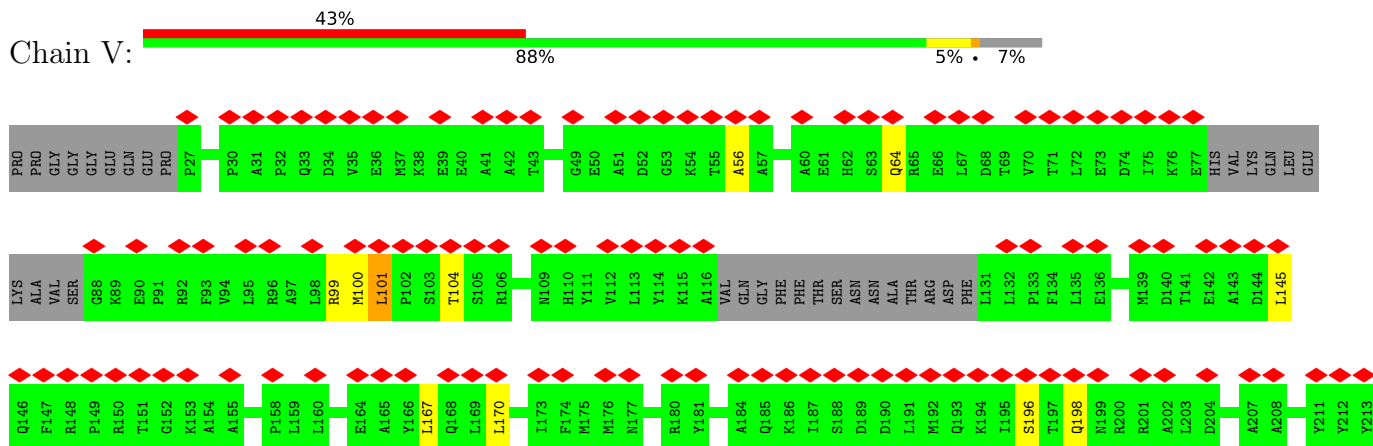 43%
Chain V:
88% 5% • 7%
PRO PRO GLY GLY GLY GLU GLN GLU PRO P27 P30 A31 P32 Q33 D34 V35 E36 M37 K38 E39 E40 A41 A42 T43 G49 E50 A51 D52 G53 K54 T55 A56 A57 A60 E61 H62 S63 Q64 R65 E66 L67 D68 T69 V70 T71 L72 E73 D74 I75 K76 E77 HIS VAL LYS GLN LEU GLU
LYS ALA VAL SER G88 K89 E90 P91 R92 F93 V94 L95 R96 A97 L98 R99 M100 L101 P102 S103 T104 S105 R106 N109 H110 Y111 V112 L113 Y114 K115 A116 VAL GLN GLY PHE PHE THR SER ASN ASN ALA THR ARG ASP PHE L131 L132 P133 F134 L135 E136 M139 D140 T141 E142 A143 D144 L145
Q146 F147 R148 P149 R150 T151 G152 K153 A154 A155 P158 L159 L160 E164 A165 Y166 L167 Q168 L169 L170 I173 F174 M175 M176 N177 R180 Y181 A184 Q185 K186 I187 S188 D189 D190 L191 M192 Q193 K194 I195 S196 T197 Q198 N199 R200 R201 A202 L203 D204 A207 A208 Y211 Y212 Y213